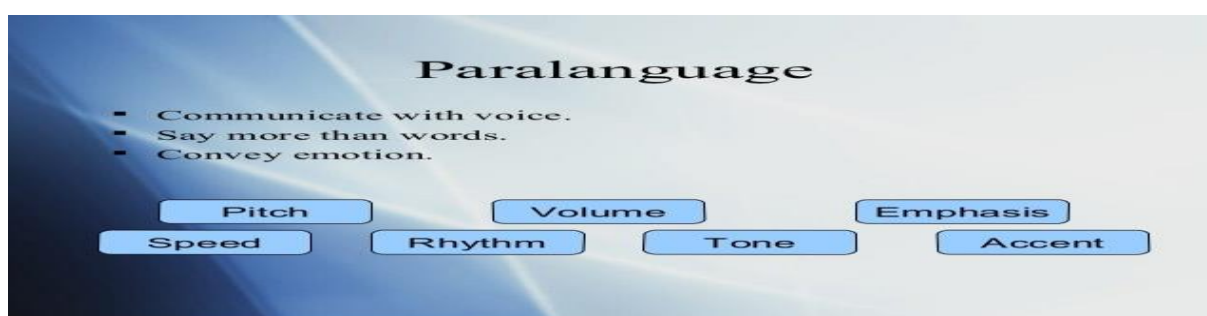 Paralanguage
▪ Communicate with voice.
▪ Say more than words.
▪ Convey emotion.
Pitch Volume Emphasis
Speed Rhythm Tone Accent